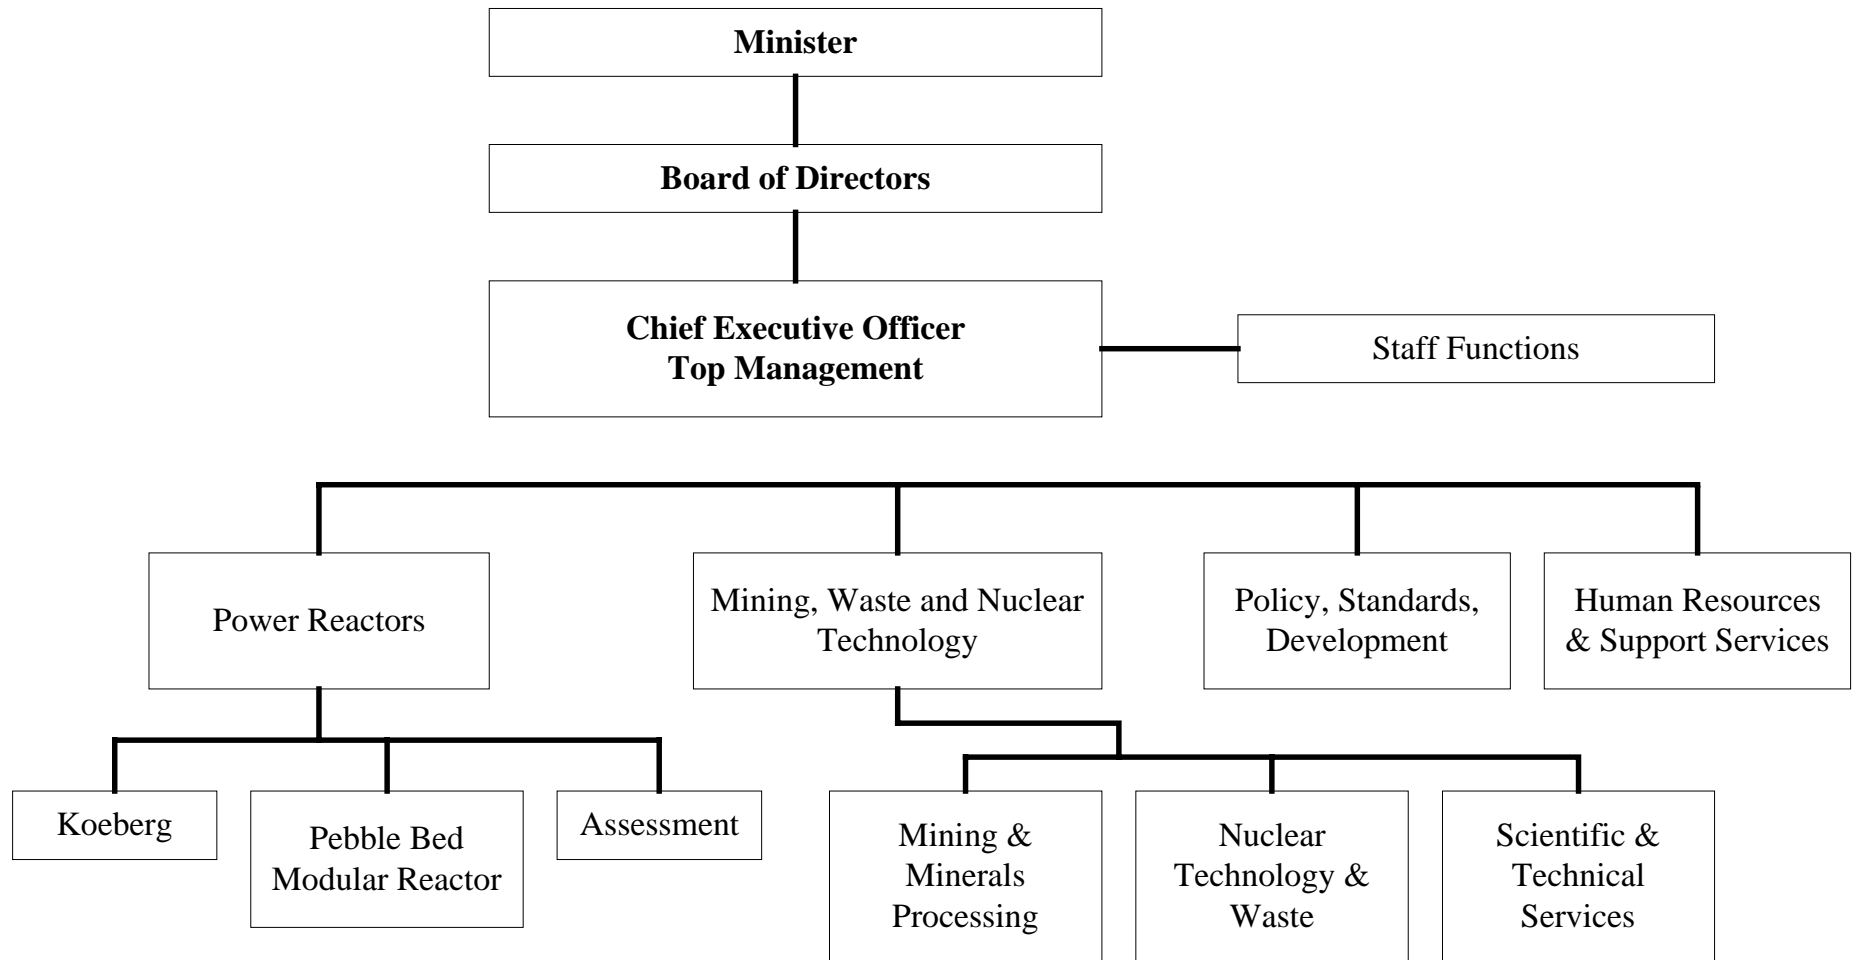 Minister
Board of Directors
Chief Executive Officer
Top Management
Staff Functions
Power Reactors
Mining, Waste and Nuclear
Technology
Policy, Standards,
Development
Human Resources
& Support Services
Koeberg
Pebble Bed
Modular Reactor
Assessment
Mining &
Minerals
Processing
Nuclear
Technology &
Waste
Scientific &
Technical
Services